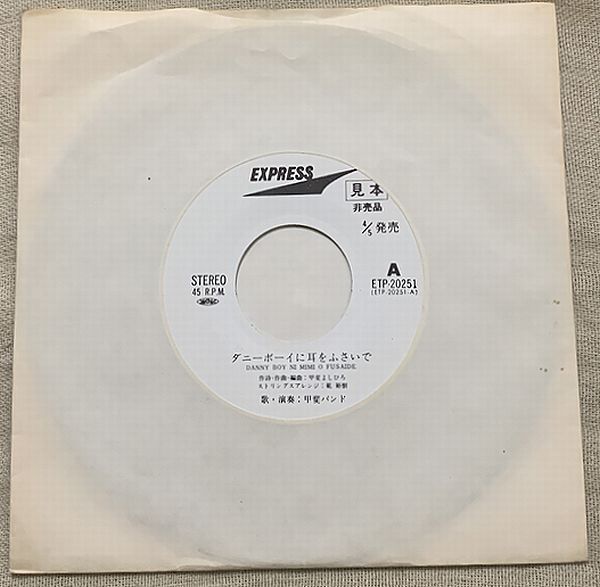 EXPRESS
見本
非売品
4/5 発売
STEREO
45 R.P.M.
A
ETP-20251
(ETP-20251-A)
ダニーボーイに耳をふさいで
DANNY BOY NI MIMI O FUSAIDE
作詩・作曲・編曲:甲斐よしひろ
ストリングスアレンジ:
歌・演奏:甲斐バンド